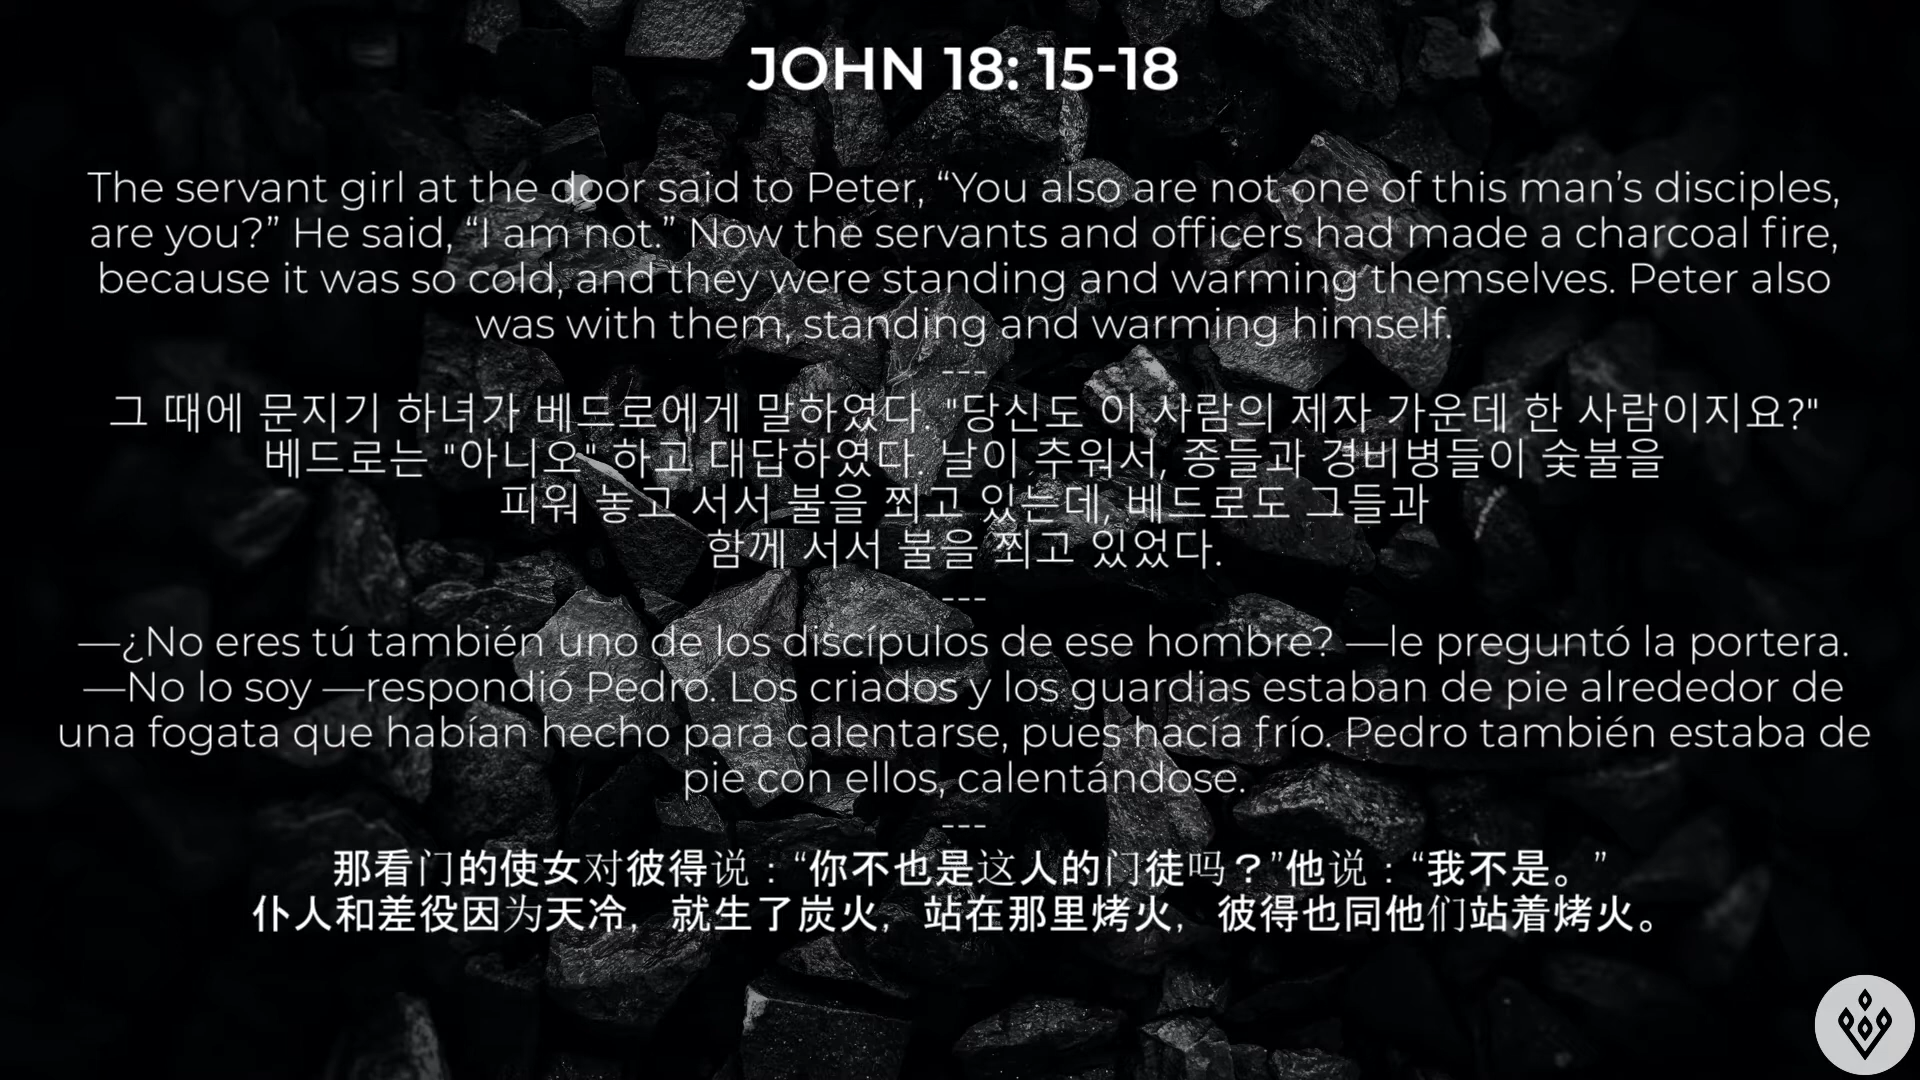 JOHN 18: 15-18
The servant girl at the door said to Peter, “You also are not one of this man’s disciples,
are you?” He said, “I am not.” Now the servants and officers had made a charcoal fire,
because it was so cold, and they were standing and warming themselves. Peter also
was with them, standing and warming himself.
---
그 때에 문지기 하녀가 베드로에게 말하였다. "당신도 이 사람의 제자 가운데 한 사람이지요?"
베드로는 "아니오" 하고 대답하였다. 날이 추워서, 종들과 경비병들이 숯불을
피워 놓고 서서 불을 쬐고 있는데, 베드로도 그들과
함께 서서 불을 쬐고 있었다.
---
—¿No eres tú también uno de los discípulos de ese hombre? —le preguntó la portera.
—No lo soy —respondió Pedro. Los criados y los guardias estaban de pie alrededor de
una fogata que habían hecho para calentarse, pues hacía frío. Pedro también estaba de
pie con ellos, calentándose.
---
那看门的使女对彼得说：“你不也是这人的门徒吗？”他说：“我不是。”
仆人和差役因为天冷，就生了炭火，站在那里烤火，彼得也同他们站着烤火。